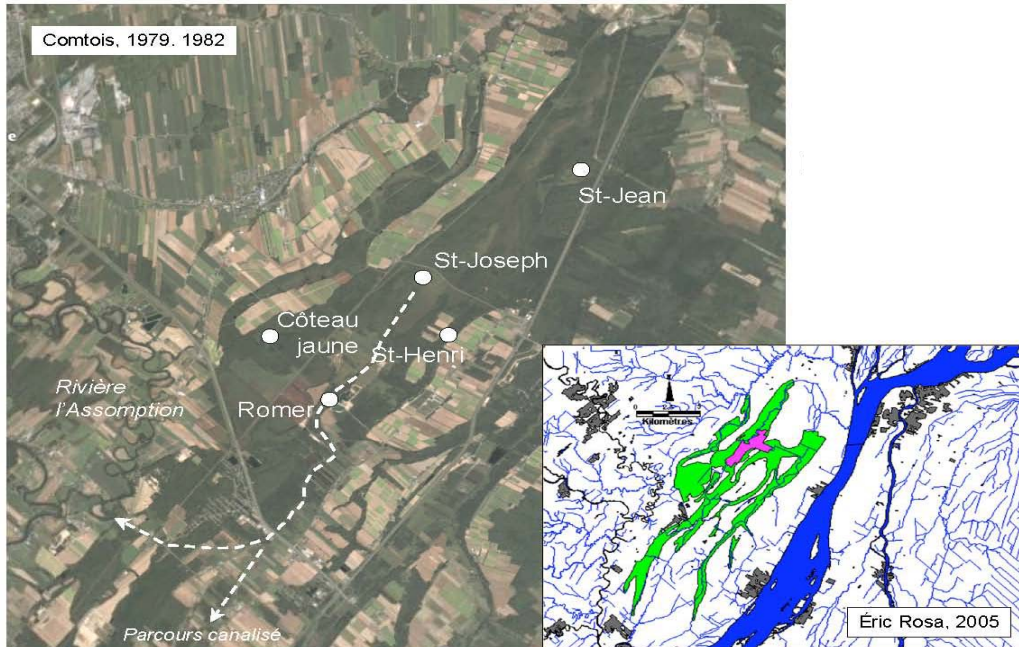 Comtois, 1979. 1982
e
St-Jean
St-Joseph
Côteau
jaune
St-Henri
Rivière
l'Assomption
Romer
Parcours canalisé
Kilomètres
Éric Rosa, 2005